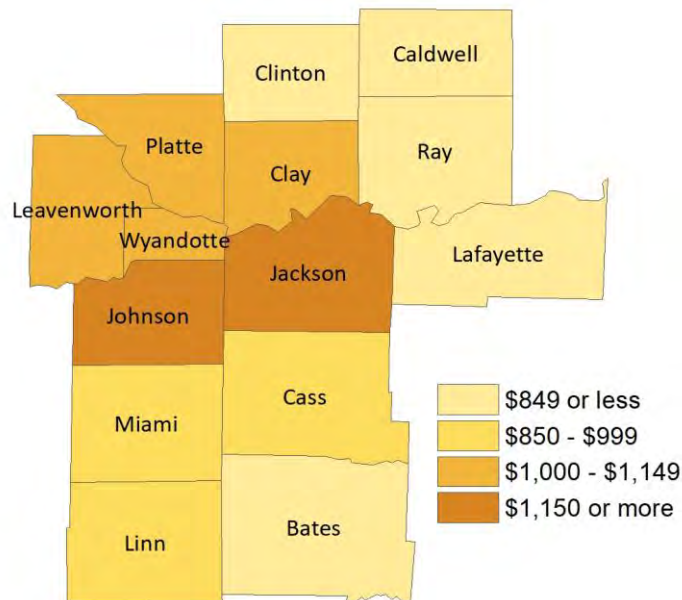 Caldwell
Clinton
Platte
Ray
Clay
Leavenworth
Wyandotte
Lafayette
Jackson
Johnson
Cass
Miami
Bates
Linn
$849 or less
$850 - $999
$1,000 - $1,149
$1,150 or more